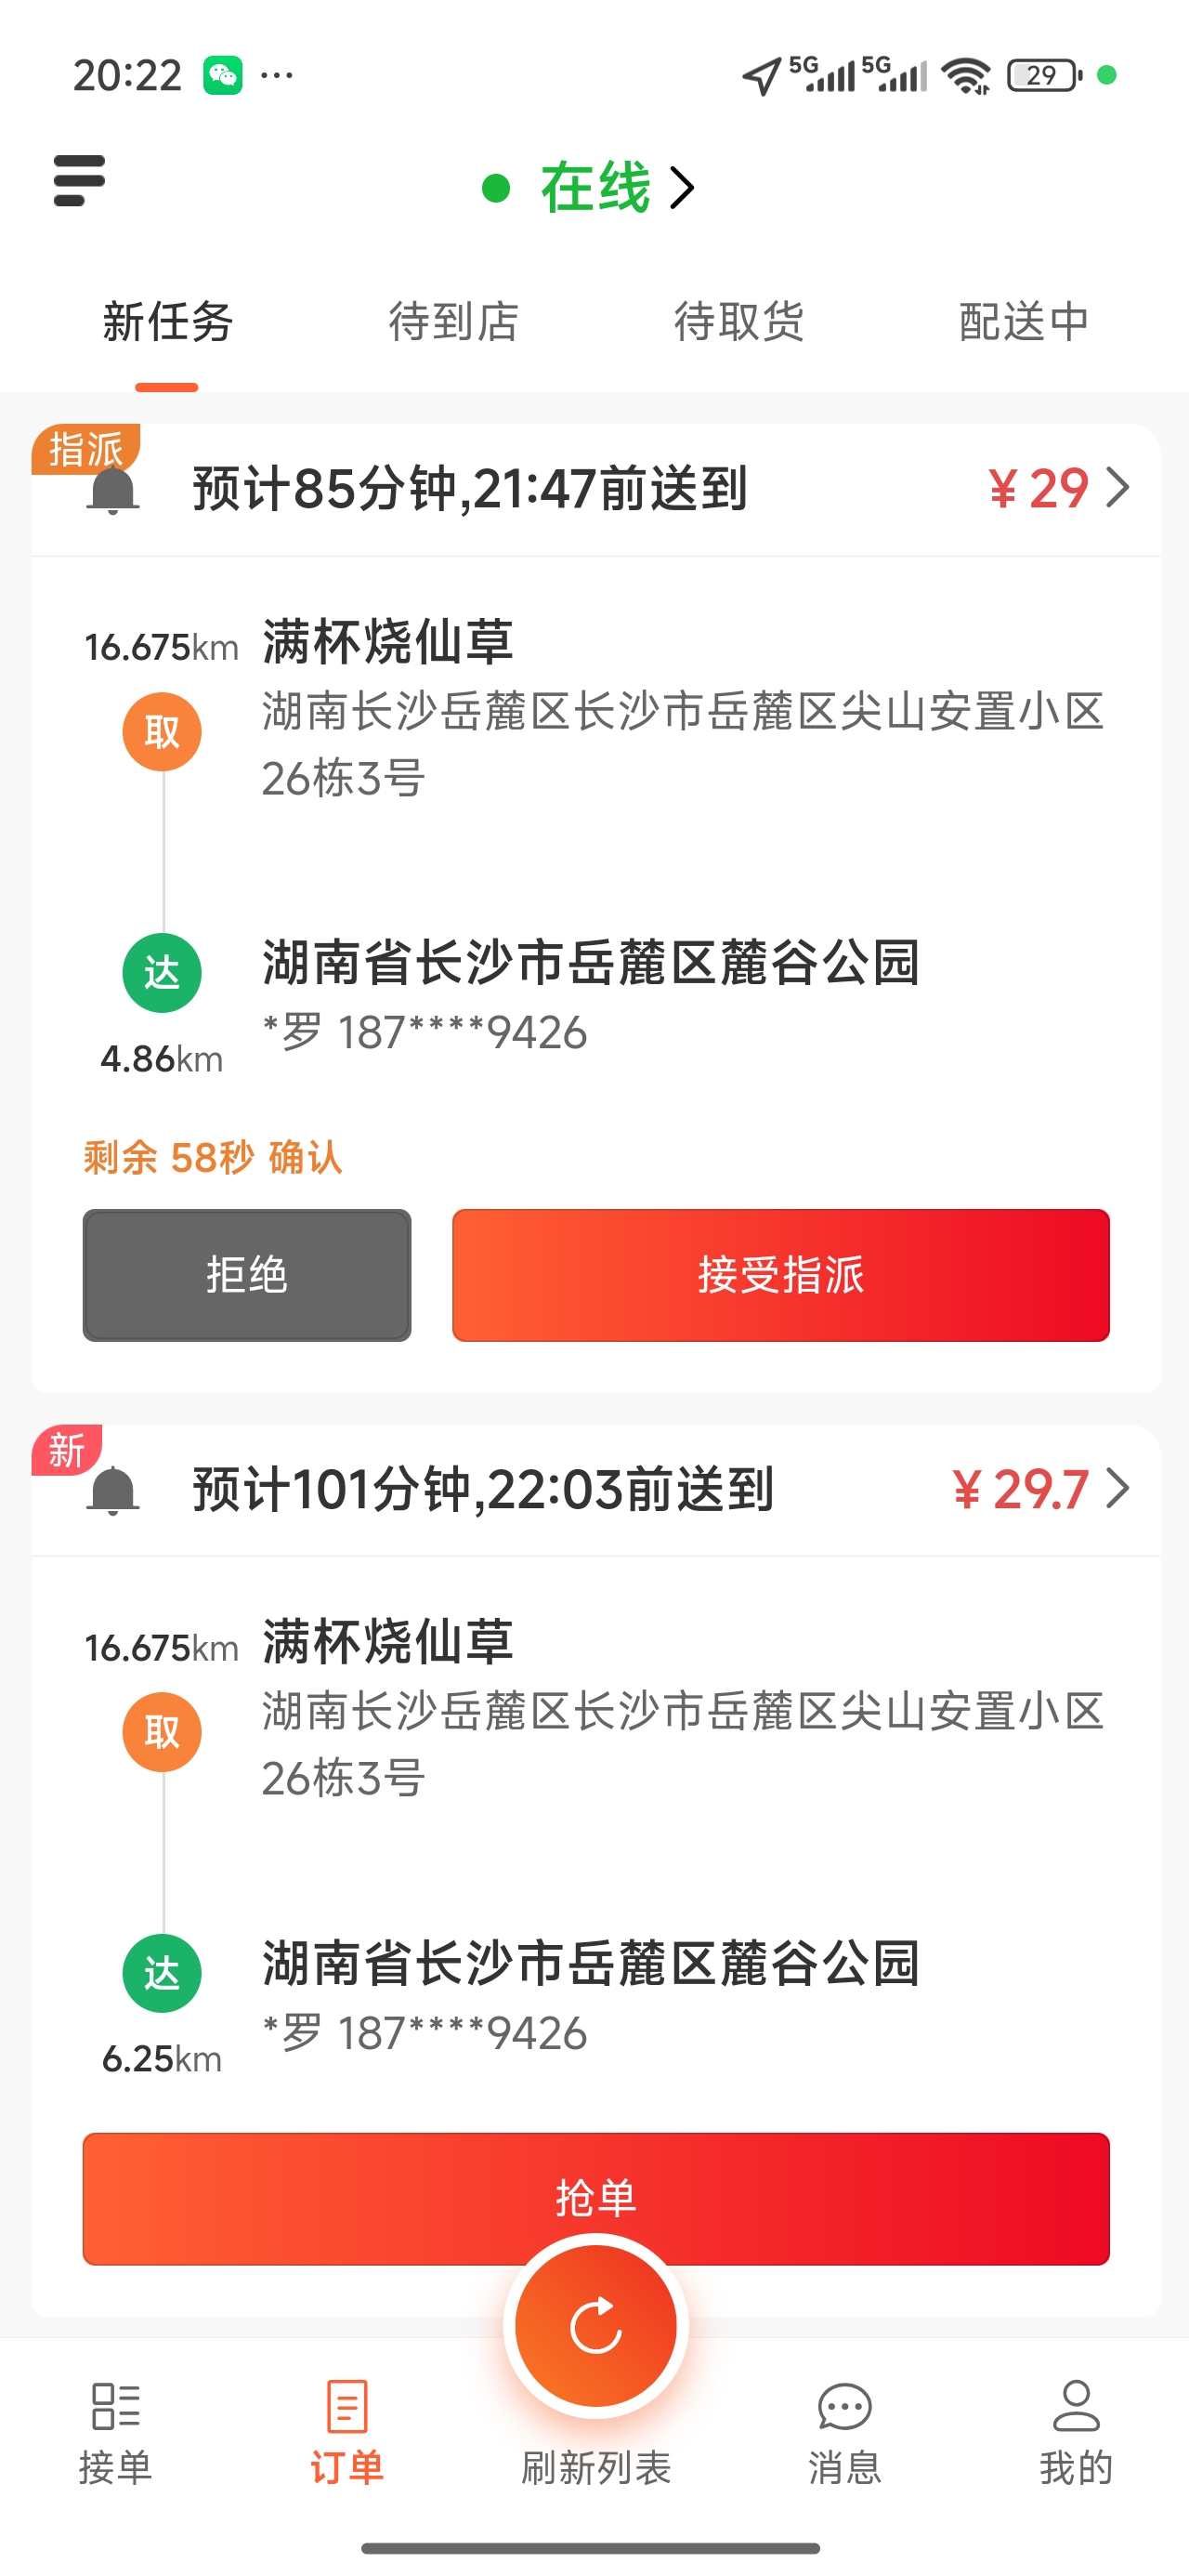 20:22 ··· 5G 5G 29
在线
新任务 待到店 待取货 配送中
指派
预计85分钟,21:47前送到 ¥ 29
16.675km 满杯烧仙草
取 湖南长沙岳麓区长沙市岳麓区尖山安置小区
26栋3号
达 湖南省长沙市岳麓区麓谷公园
*罗 187****9426
4.86km
剩余 58秒 确认
拒绝 接受指派
新
预计101分钟,22:03前送到 ¥ 29.7
16.675km 满杯烧仙草
取 湖南长沙岳麓区长沙市岳麓区尖山安置小区
26栋3号
达 湖南省长沙市岳麓区麓谷公园
*罗 187****9426
6.25km
抢单
接单 订单 刷新列表 消息 我的